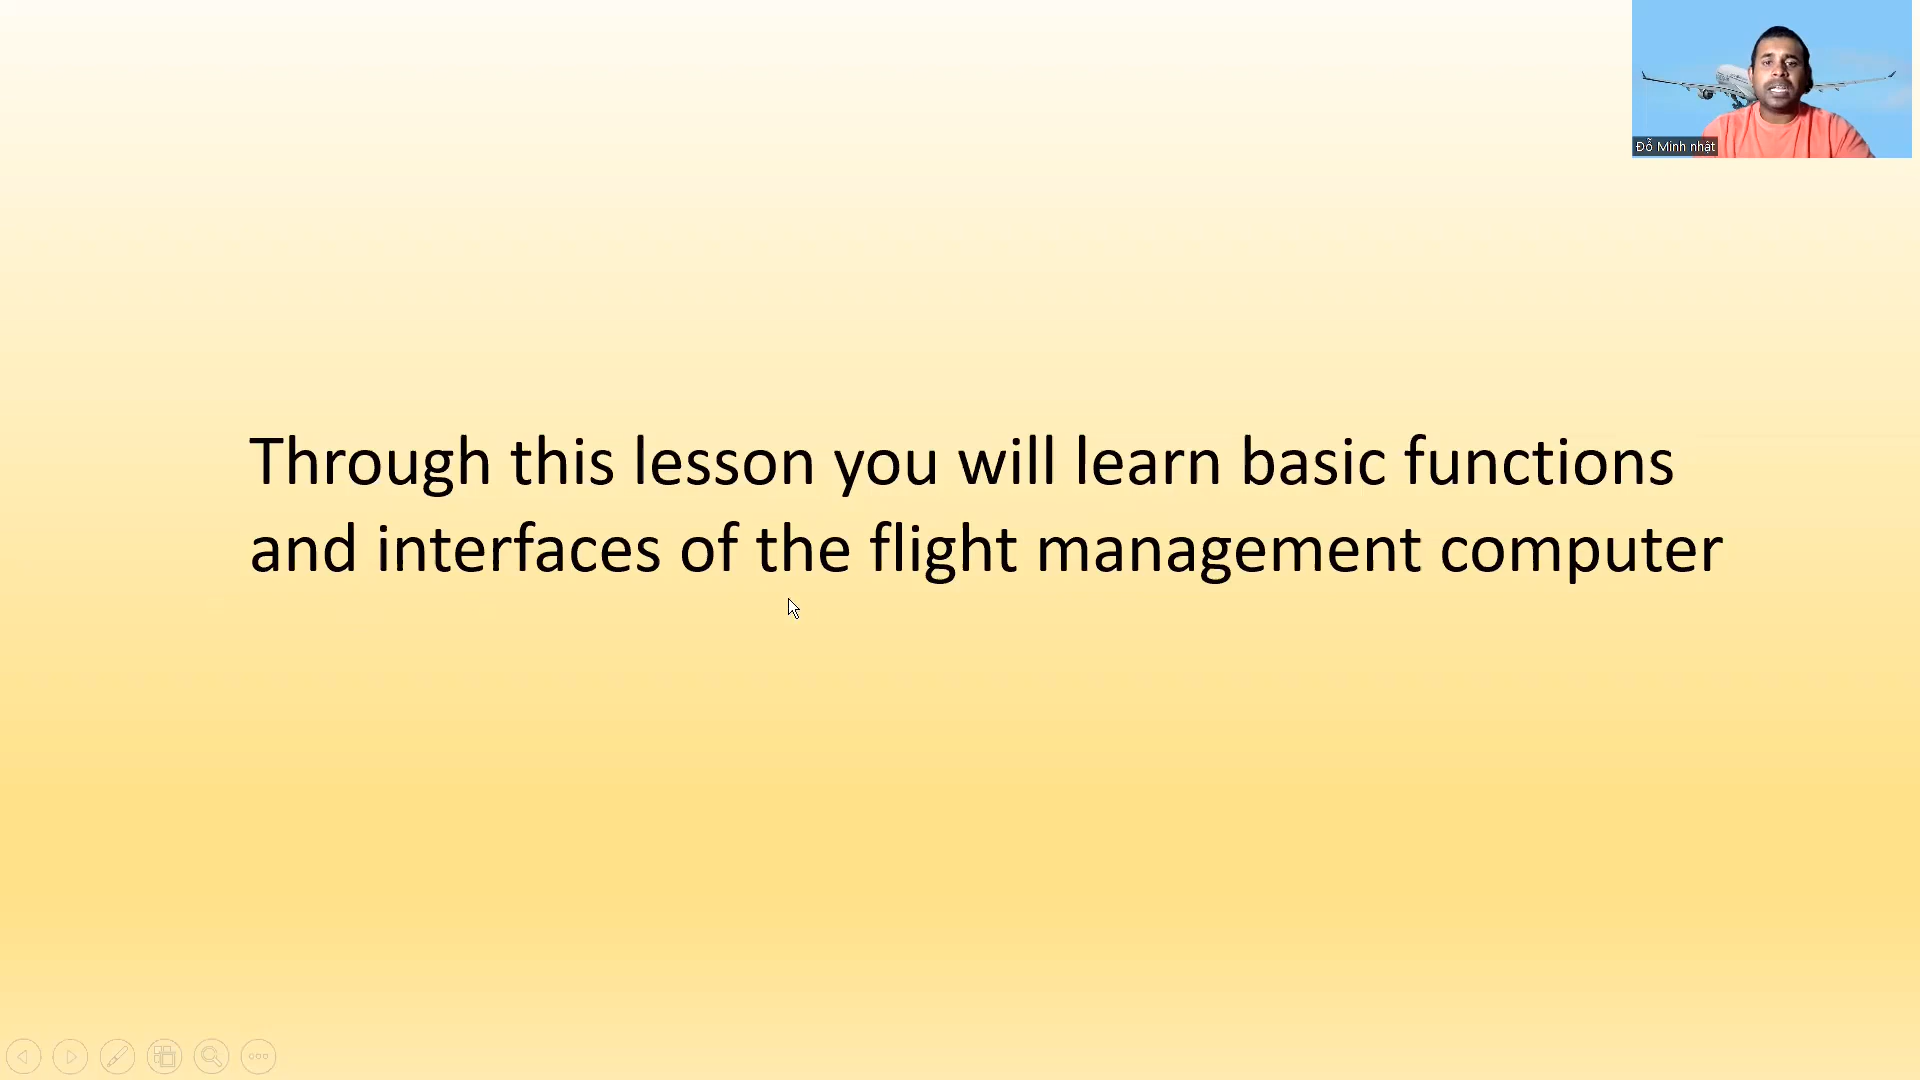 Đỗ Minh nhật
Through this lesson you will learn basic functions
and interfaces of the flight management computer